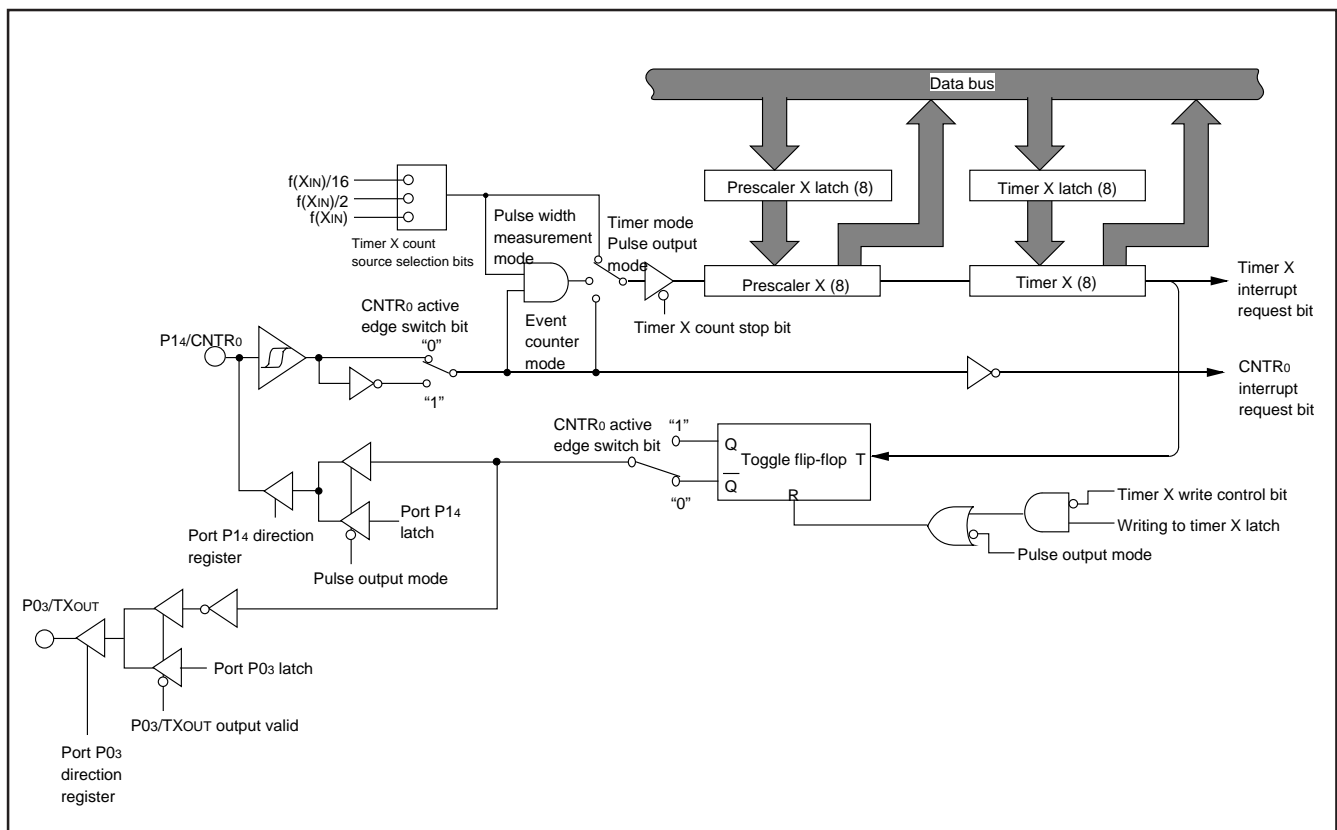 Data bus
Prescaler X latch (8)
Timer X latch (8)
f(XIN)/16
f(XIN)/2
f(XIN)
Timer X count
source selection bits
Pulse width
measurement
mode
Timer mode
Pulse output
mode
Prescaler X (8)
Timer X (8)
Timer X
interrupt
request bit
Timer X count stop bit
CNTR0 active
edge switch bit
Event
counter
mode
P14/CNTR0
“0”
“1”
CNTR0
interrupt
request bit
CNTR0 active
edge switch bit
“1”
“0”
Q
Toggle flip-flop T
Q
R
Timer X write control bit
Writing to timer X latch
Pulse output mode
Port P14
latch
Port P14 direction
register
Pulse output mode
P03/TXOUT
Port P03 latch
P03/TXOUT output valid
Port P03
direction
register